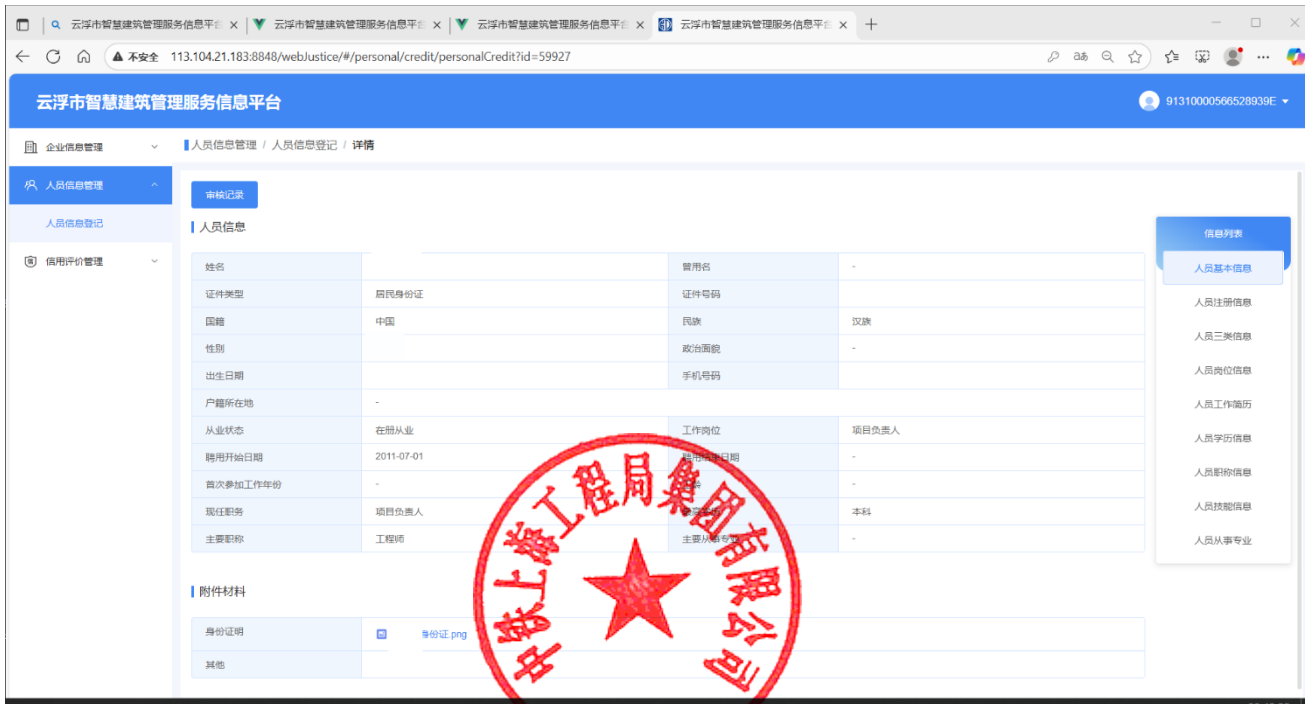 云浮市智慧建筑管理服务信息平台
云浮市智慧建筑管理服务信息平台
云浮市智慧建筑管理服务信息平台
云浮市智慧建筑管理服务信息平台
不安全 113.104.21.183:8848/webJustice/#/personal/credit/personalCredit?id=59927
云浮市智慧建筑管理服务信息平台 91310000566528939E
企业信息管理
人员信息管理
人员信息登记
信用评价管理
人员信息管理 / 人员信息登记 / 详情
审核记录
人员信息
姓名 曾用名 -
证件类型 居民身份证 证件号码
国籍 中国 民族 汉族
性别 政治面貌 -
出生日期 手机号码
户籍所在地 -
从业状态 在册从业 工作岗位 项目负责人
聘用开始日期 2011-07-01 聘用结束日期 -
首次参加工作年份 - -
现任职务 项目负责人 最高学历 本科
主要职称 工程师 主要从事专业 -
附件材料
身份证明 身份证.png
其他
信息列表
人员基本信息
人员注册信息
人员三类信息
人员岗位信息
人员工作简历
人员学历信息
人员职称信息
人员技能信息
人员从事专业
中铁上海工程局集团有限公司